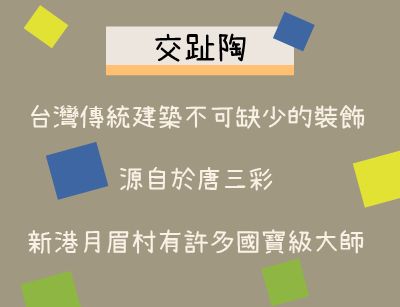 交趾陶
台灣傳統建築不可缺少的裝飾
源自於唐三彩
新港月眉村有許多國寶級大師